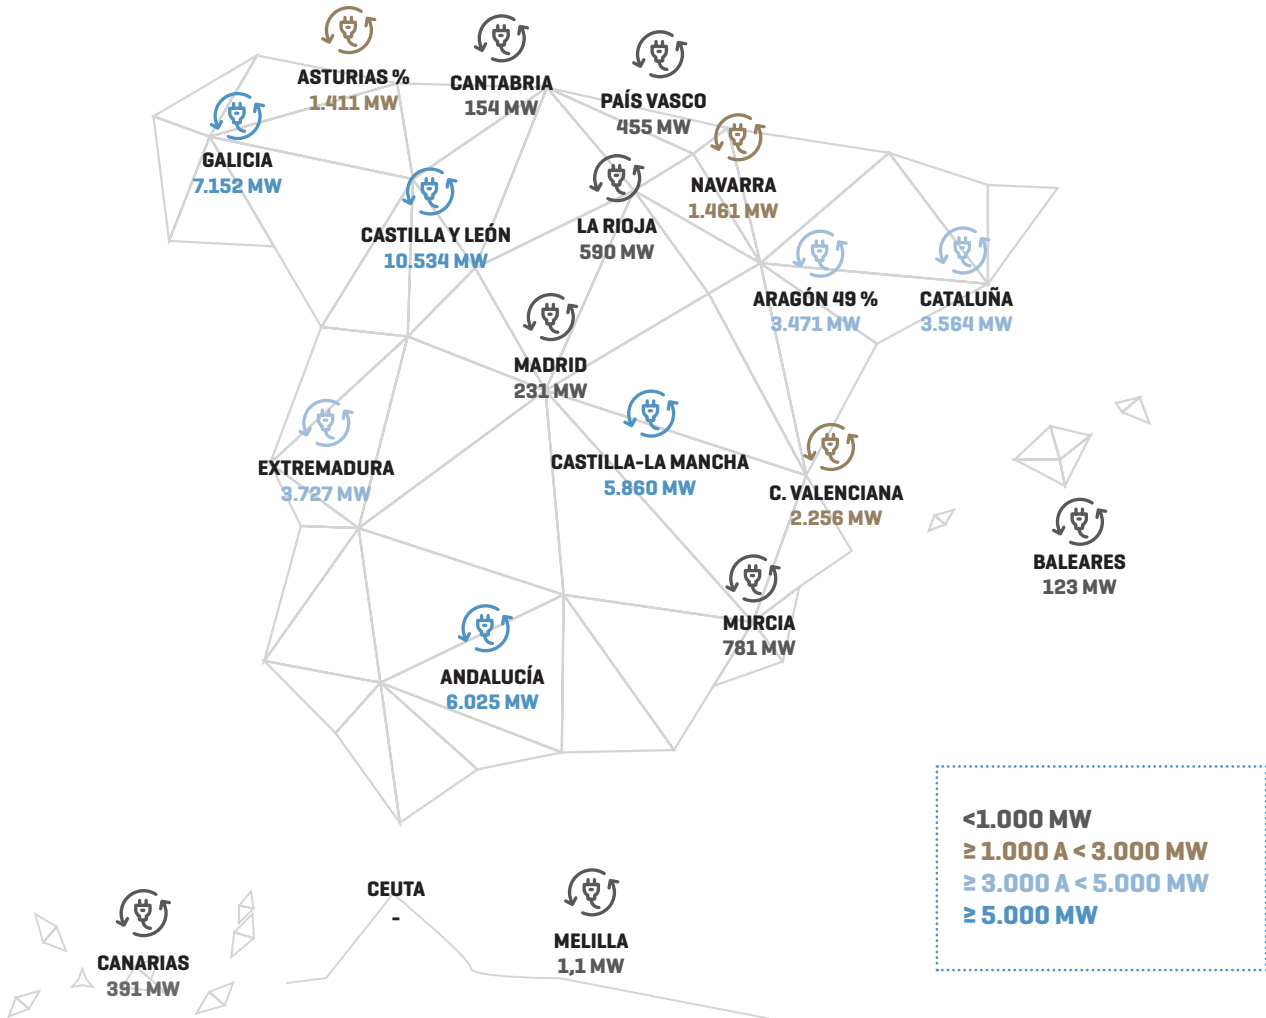 ASTURIAS %
1.411 MW
CANTABRIA
154 MW
PAÍS VASCO
455 MW
GALICIA
7.152 MW
NAVARRA
1.461 MW
CASTILLA Y LEÓN
10.534 MW
LA RIOJA
590 MW
ARAGÓN 49 %
3.471 MW
CATALUÑA
3.564 MW
MADRID
231 MW
EXTREMADURA
3.727 MW
CASTILLA-LA MANCHA
5.860 MW
C. VALENCIANA
2.256 MW
BALEARES
123 MW
MURCIA
781 MW
ANDALUCÍA
6.025 MW
<1.000 MW
≥ 1.000 A < 3.000 MW
≥ 3.000 A < 5.000 MW
≥ 5.000 MW
CANARIAS
391 MW
CEUTA
-
MELILLA
1,1 MW